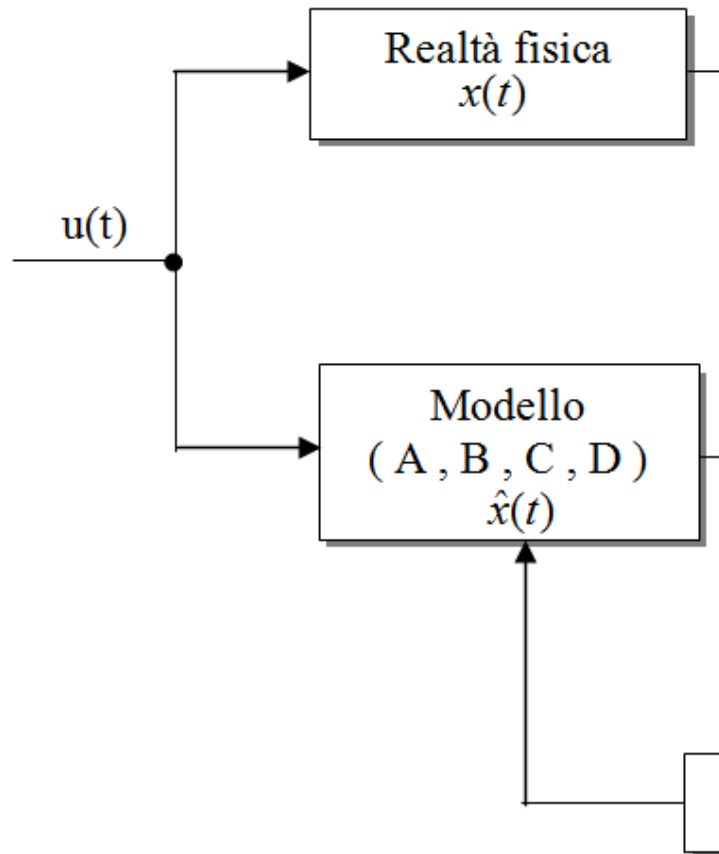 Realtà fisica
x(t)
u(t)
Modello
( A , B , C , D )
x̂(t)